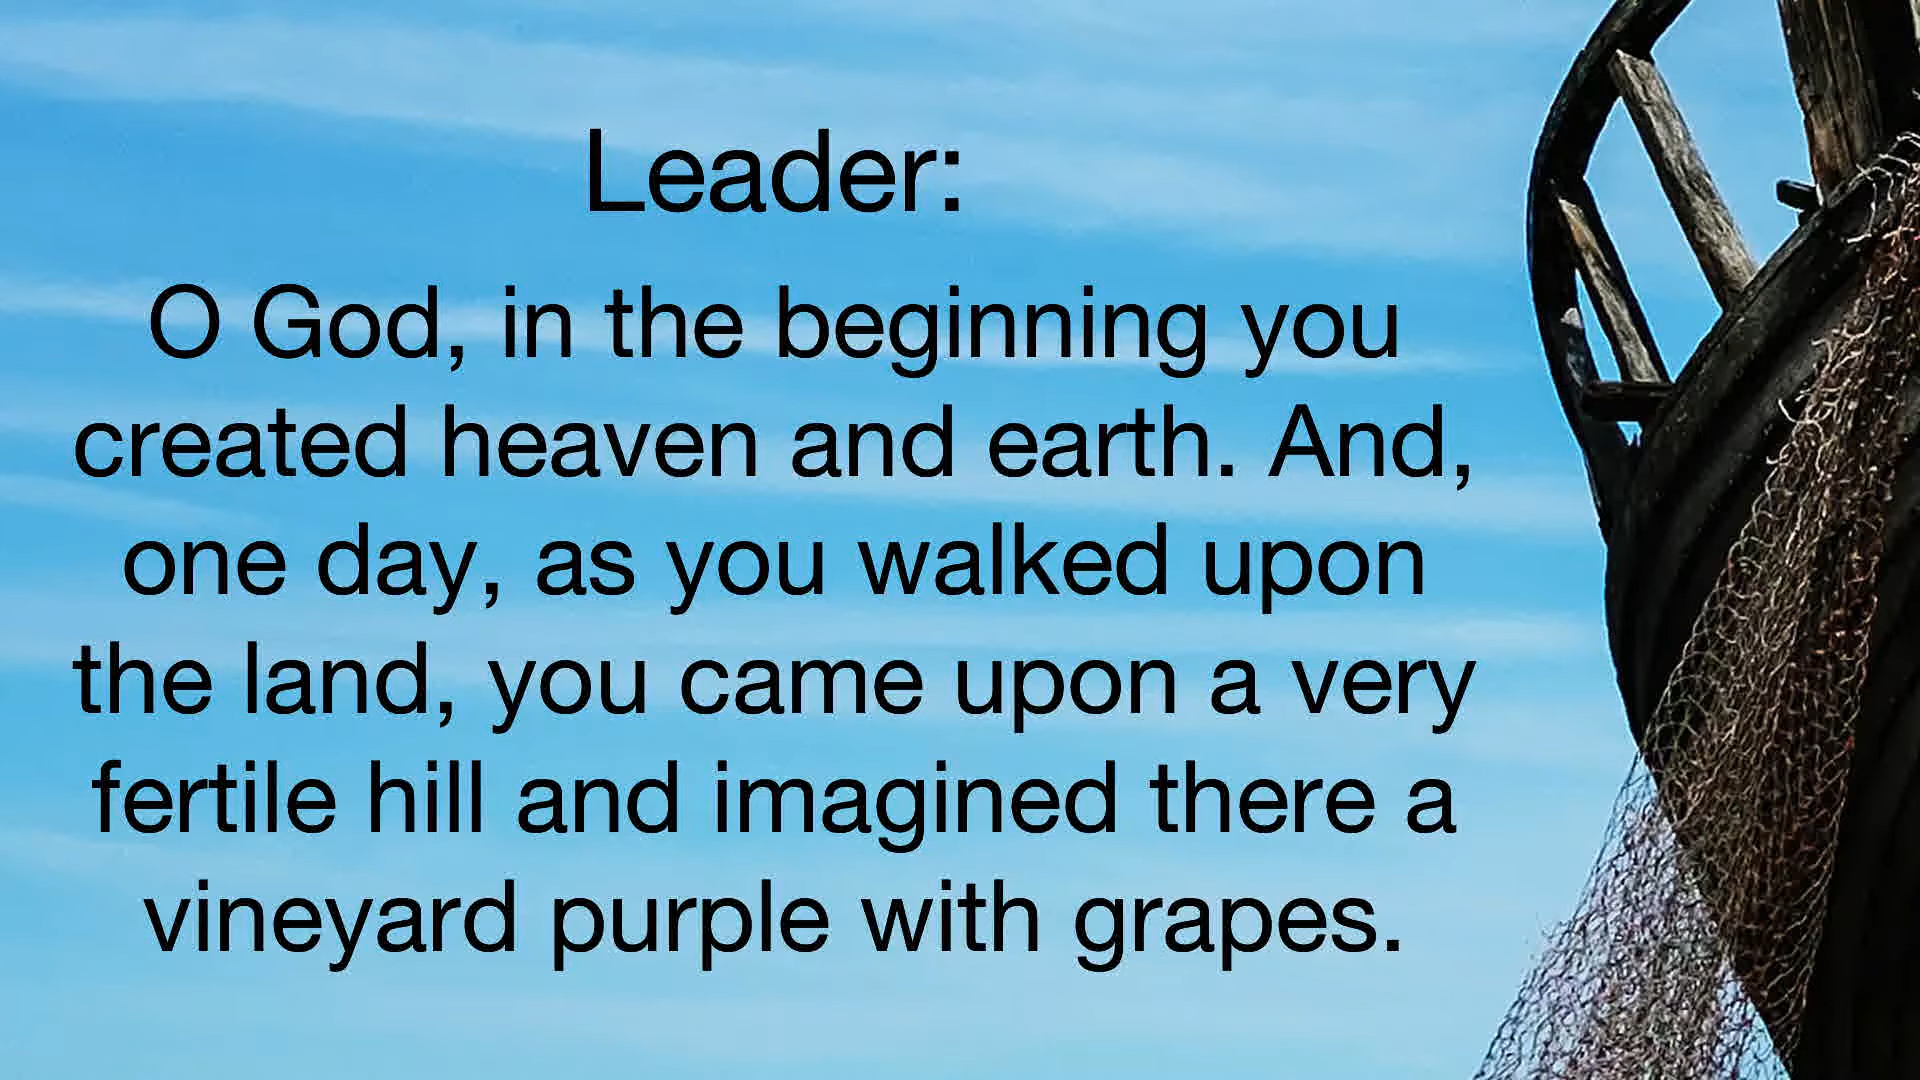 Leader:
O God, in the beginning you
created heaven and earth. And,
one day, as you walked upon
the land, you came upon a very
fertile hill and imagined there a
vineyard purple with grapes.